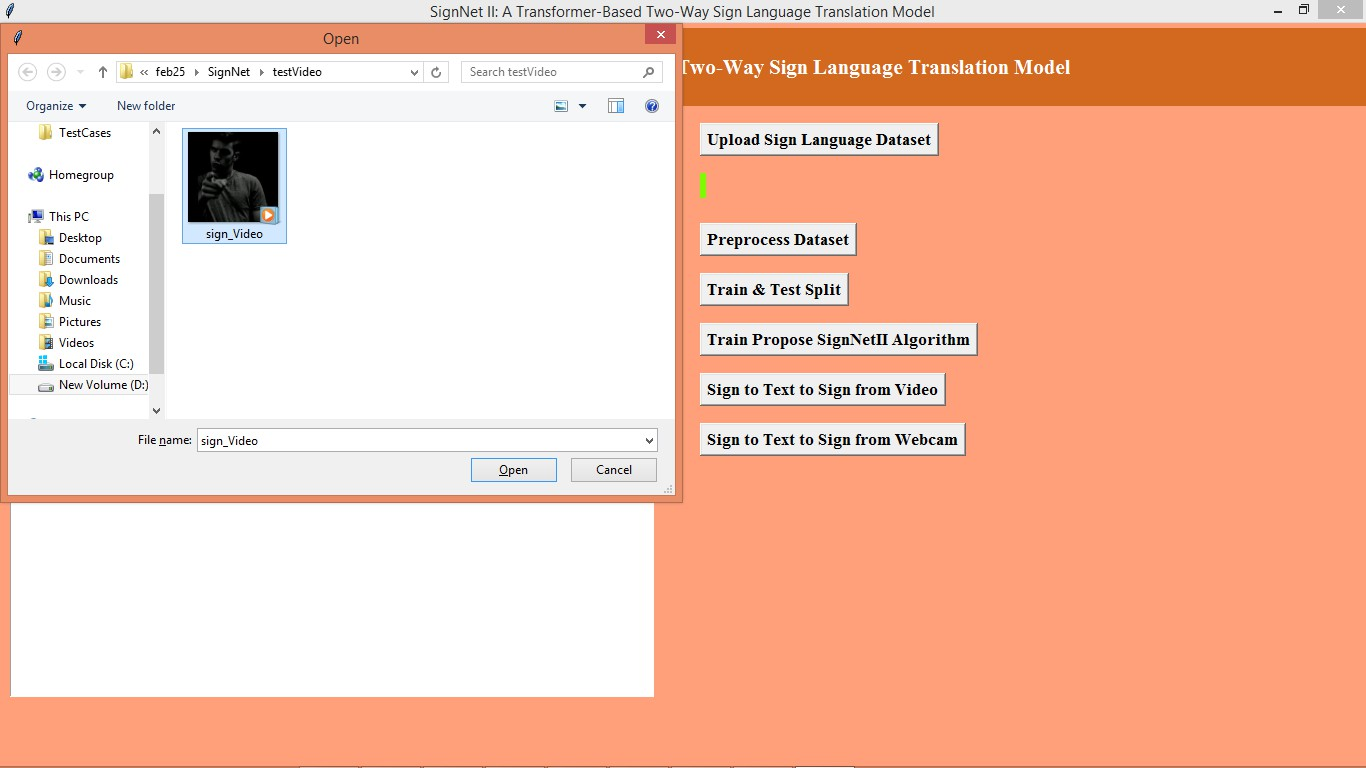 SignNet II: A Transformer-Based Two-Way Sign Language Translation Model
Open
feb25 SignNet testVideo
Search testVideo
Organize New folder
TestCases
Homegroup
This PC
Desktop
Documents
Downloads
Music
Pictures
Videos
Local Disk (C:)
New Volume (D:)
sign_Video
File name: sign_Video
Open Cancel
Two-Way Sign Language Translation Model
Upload Sign Language Dataset
Preprocess Dataset
Train & Test Split
Train Propose SignNetII Algorithm
Sign to Text to Sign from Video
Sign to Text to Sign from Webcam